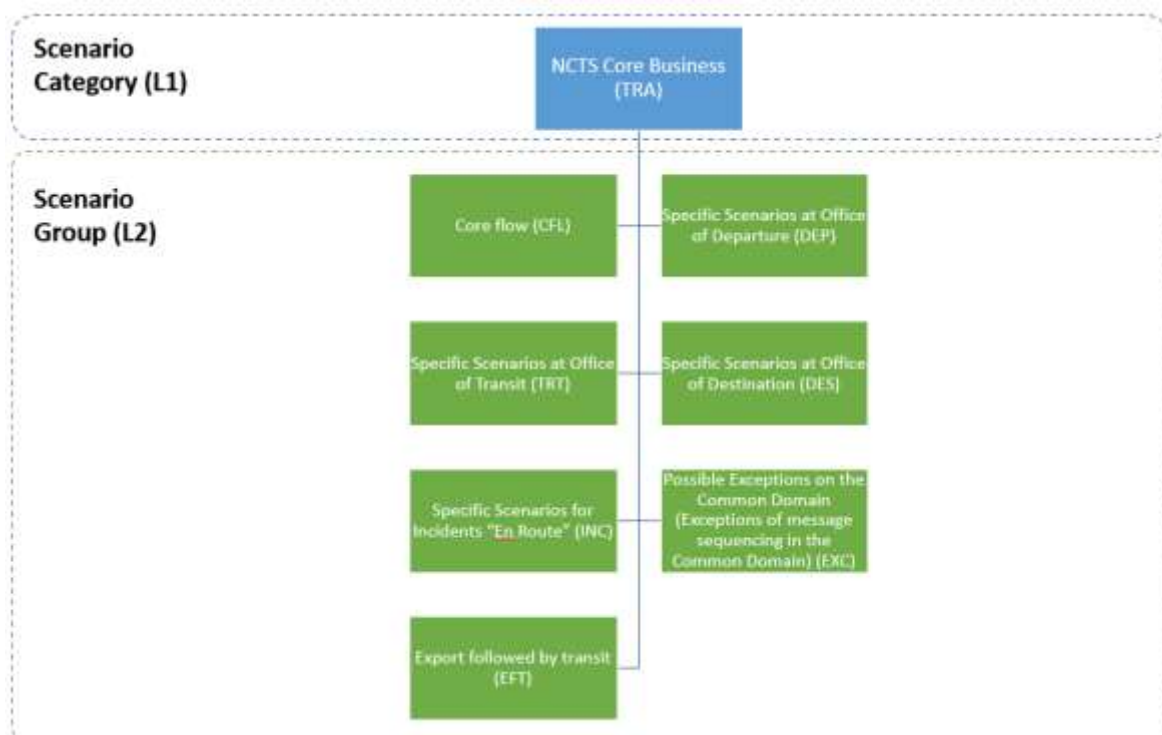 Scenario
Category (L1)
NCTS Core Business
(TRA)
Scenario
Group (L2)
Core flow (CFL)
Specific Scenarios at Office
of Departure (DEP)
Specific Scenarios at Office
of Transit (TRT)
Specific Scenarios at Office
of Destination (DES)
Specific Scenarios for
Incidents “En Route” (INC)
Possible Exceptions on the
Common Domain
(Exceptions of message
sequencing in the
Common Domain) (EXC)
Export followed by transit
(EFT)